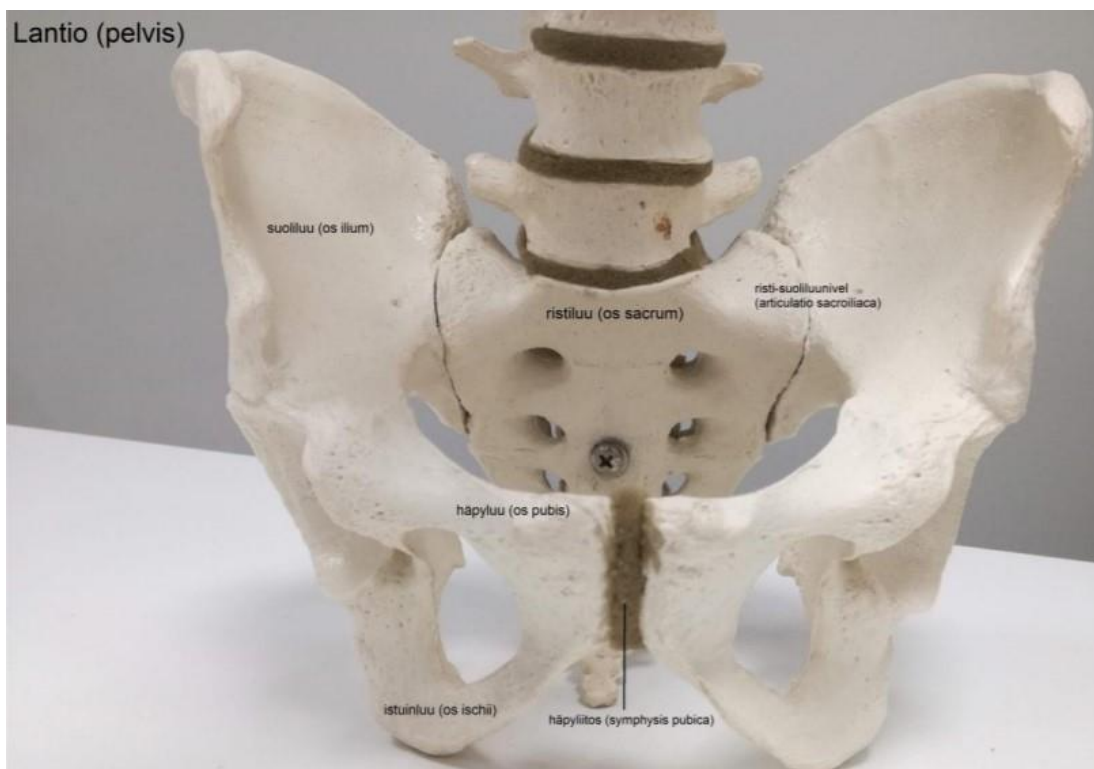 Lantio (pelvis)
suoliluu (os ilium)
risti-suoliluunivel
(articulatio sacroiliaca)
ristiluu (os sacrum)
häpyluu (os pubis)
istuinluu (os ischii)
häpyliitos (symphysis pubica)